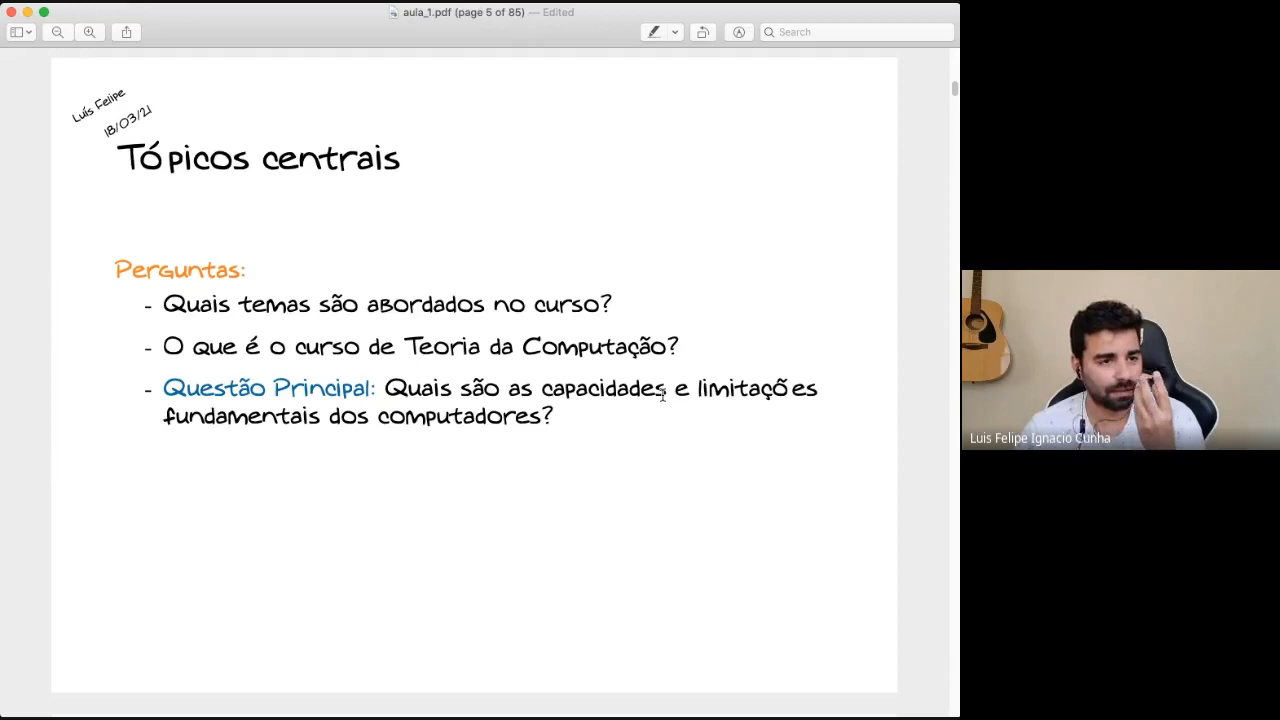 aula_1.pdf (page 5 of 85) — Edited
Search
Luís Felipe
18/03/21
Tópicos centrais
Perguntas:
- Quais temas são abordados no curso?
- O que é o curso de Teoria da Computação?
- Questão Principal: Quais são as capacidades e limitações
fundamentais dos computadores?
Luis Felipe Ignacio Cunha